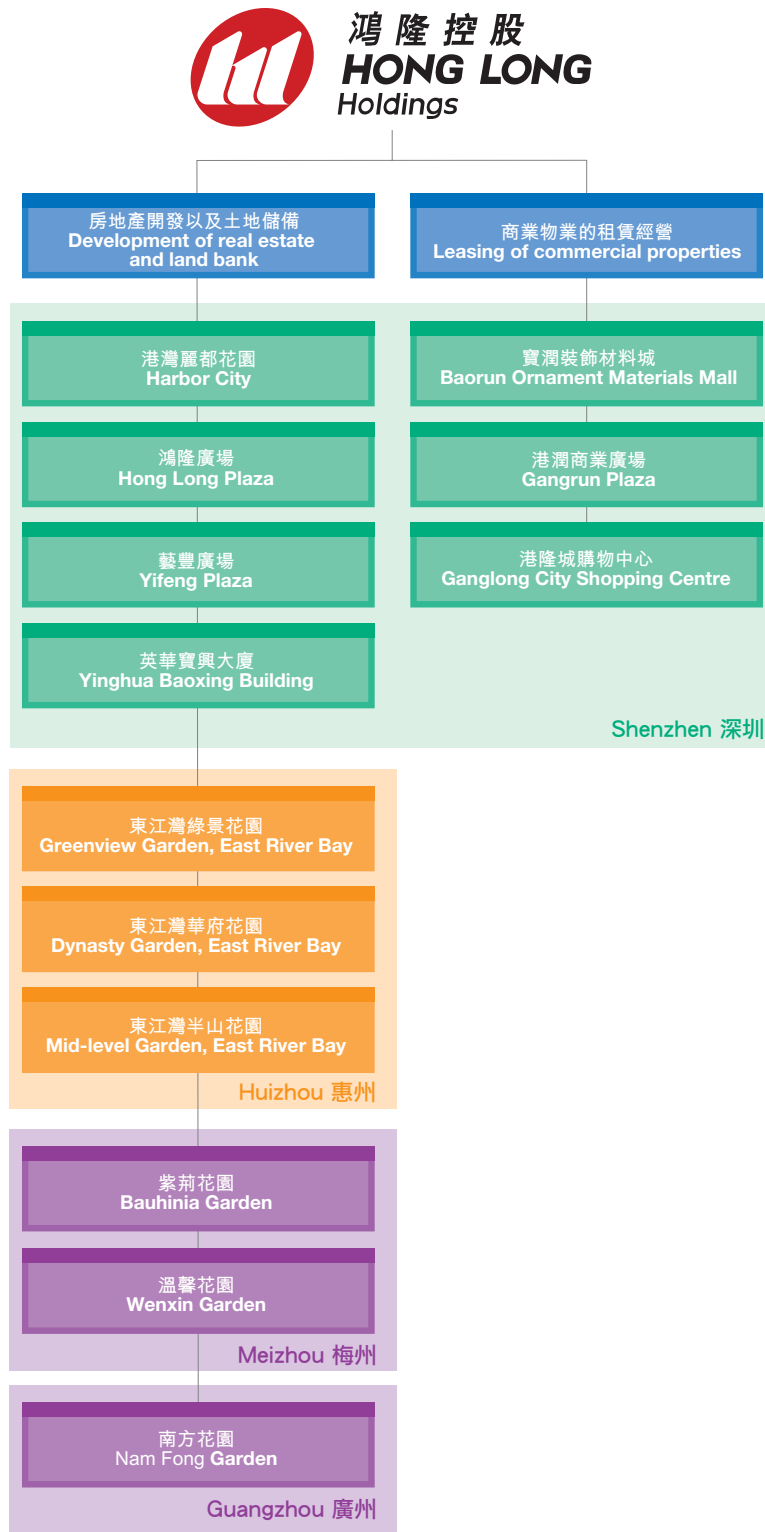 鴻隆控股
HONG LONG
Holdings
房地產開發以及土地儲備
Development of real estate
and land bank
商業物業的租賃經營
Leasing of commercial properties
港灣麗都花園
Harbor City
寶潤裝飾材料城
Baorun Ornament Materials Mall
鴻隆廣場
Hong Long Plaza
港潤商業廣場
Gangrun Plaza
藝豐廣場
Yifeng Plaza
港隆城購物中心
Ganglong City Shopping Centre
英華寶興大廈
Yinghua Baoxing Building
Shenzhen 深圳
東江灣綠景花園
Greenview Garden, East River Bay
東江灣華府花園
Dynasty Garden, East River Bay
東江灣半山花園
Mid-level Garden, East River Bay
Huizhou 惠州
紫荊花園
Bauhinia Garden
溫馨花園
Wenxin Garden
Meizhou 梅州
南方花園
Nam Fong Garden
Guangzhou 廣州